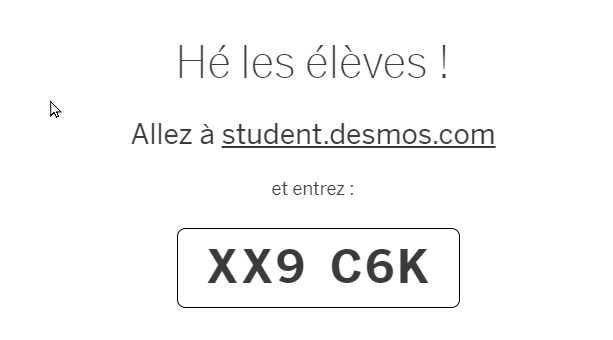 Hé les élèves !
Allez à student.desmos.com
et entrez :
XX9 C6K